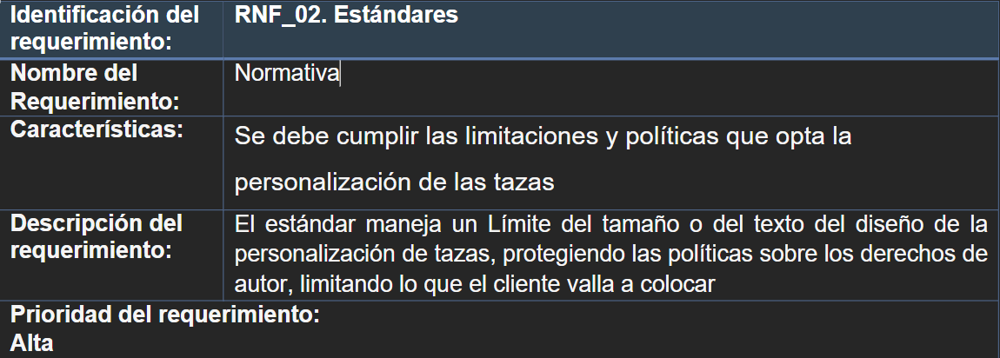 Identificación del
requerimiento:
RNF_02. Estándares
Nombre del
Requerimiento:
Normativa
Características:
Se debe cumplir las limitaciones y políticas que opta la
personalización de las tazas
Descripción del
requerimiento:
El estándar maneja un Límite del tamaño o del texto del diseño de la
personalización de tazas, protegiendo las políticas sobre los derechos de
autor, limitando lo que el cliente valla a colocar
Prioridad del requerimiento:
Alta